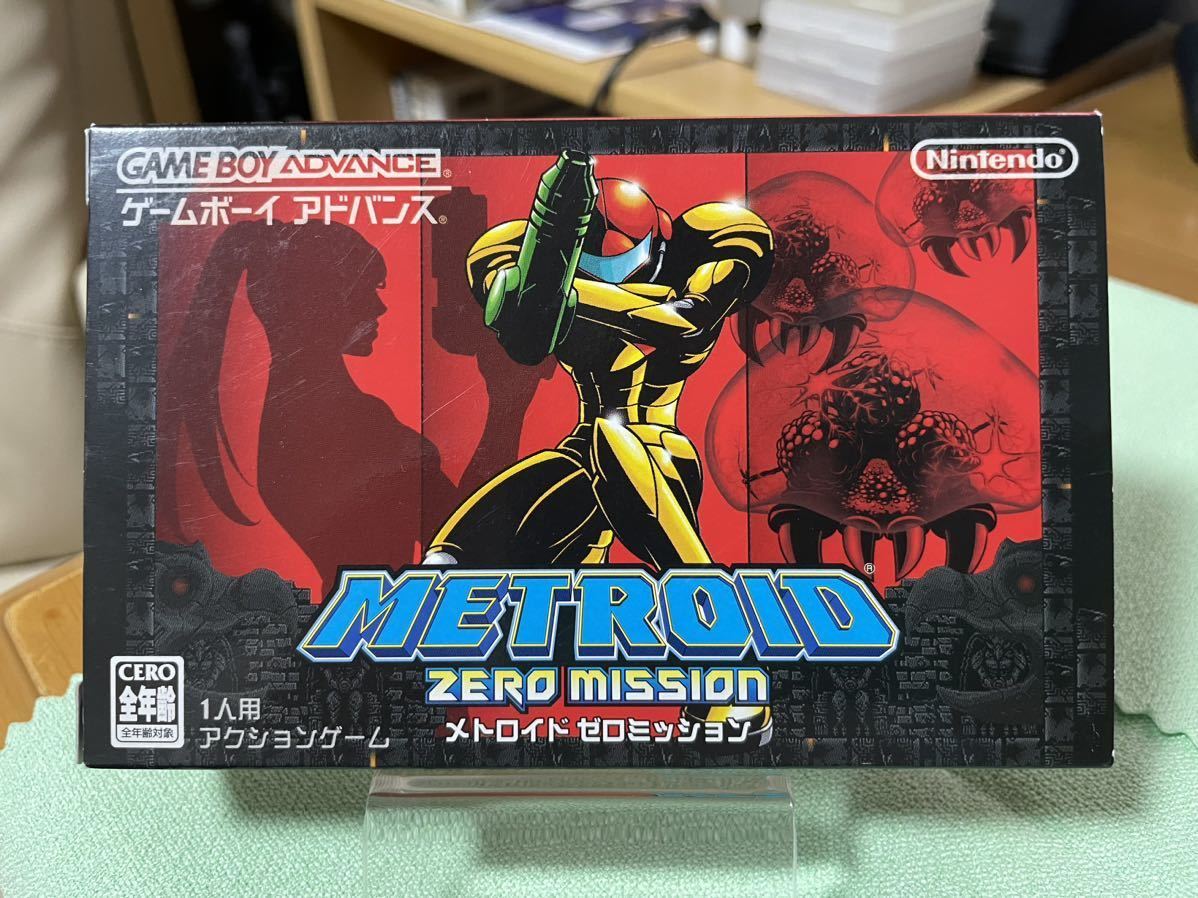 GAME BOY ADVANCE®
ゲームボーイ アドバンス®
Nintendo®
METROID®
ZERO MISSION
メトロイド ゼロミッション
CERO
全年齢
全年齢対象
1人用
アクションゲーム